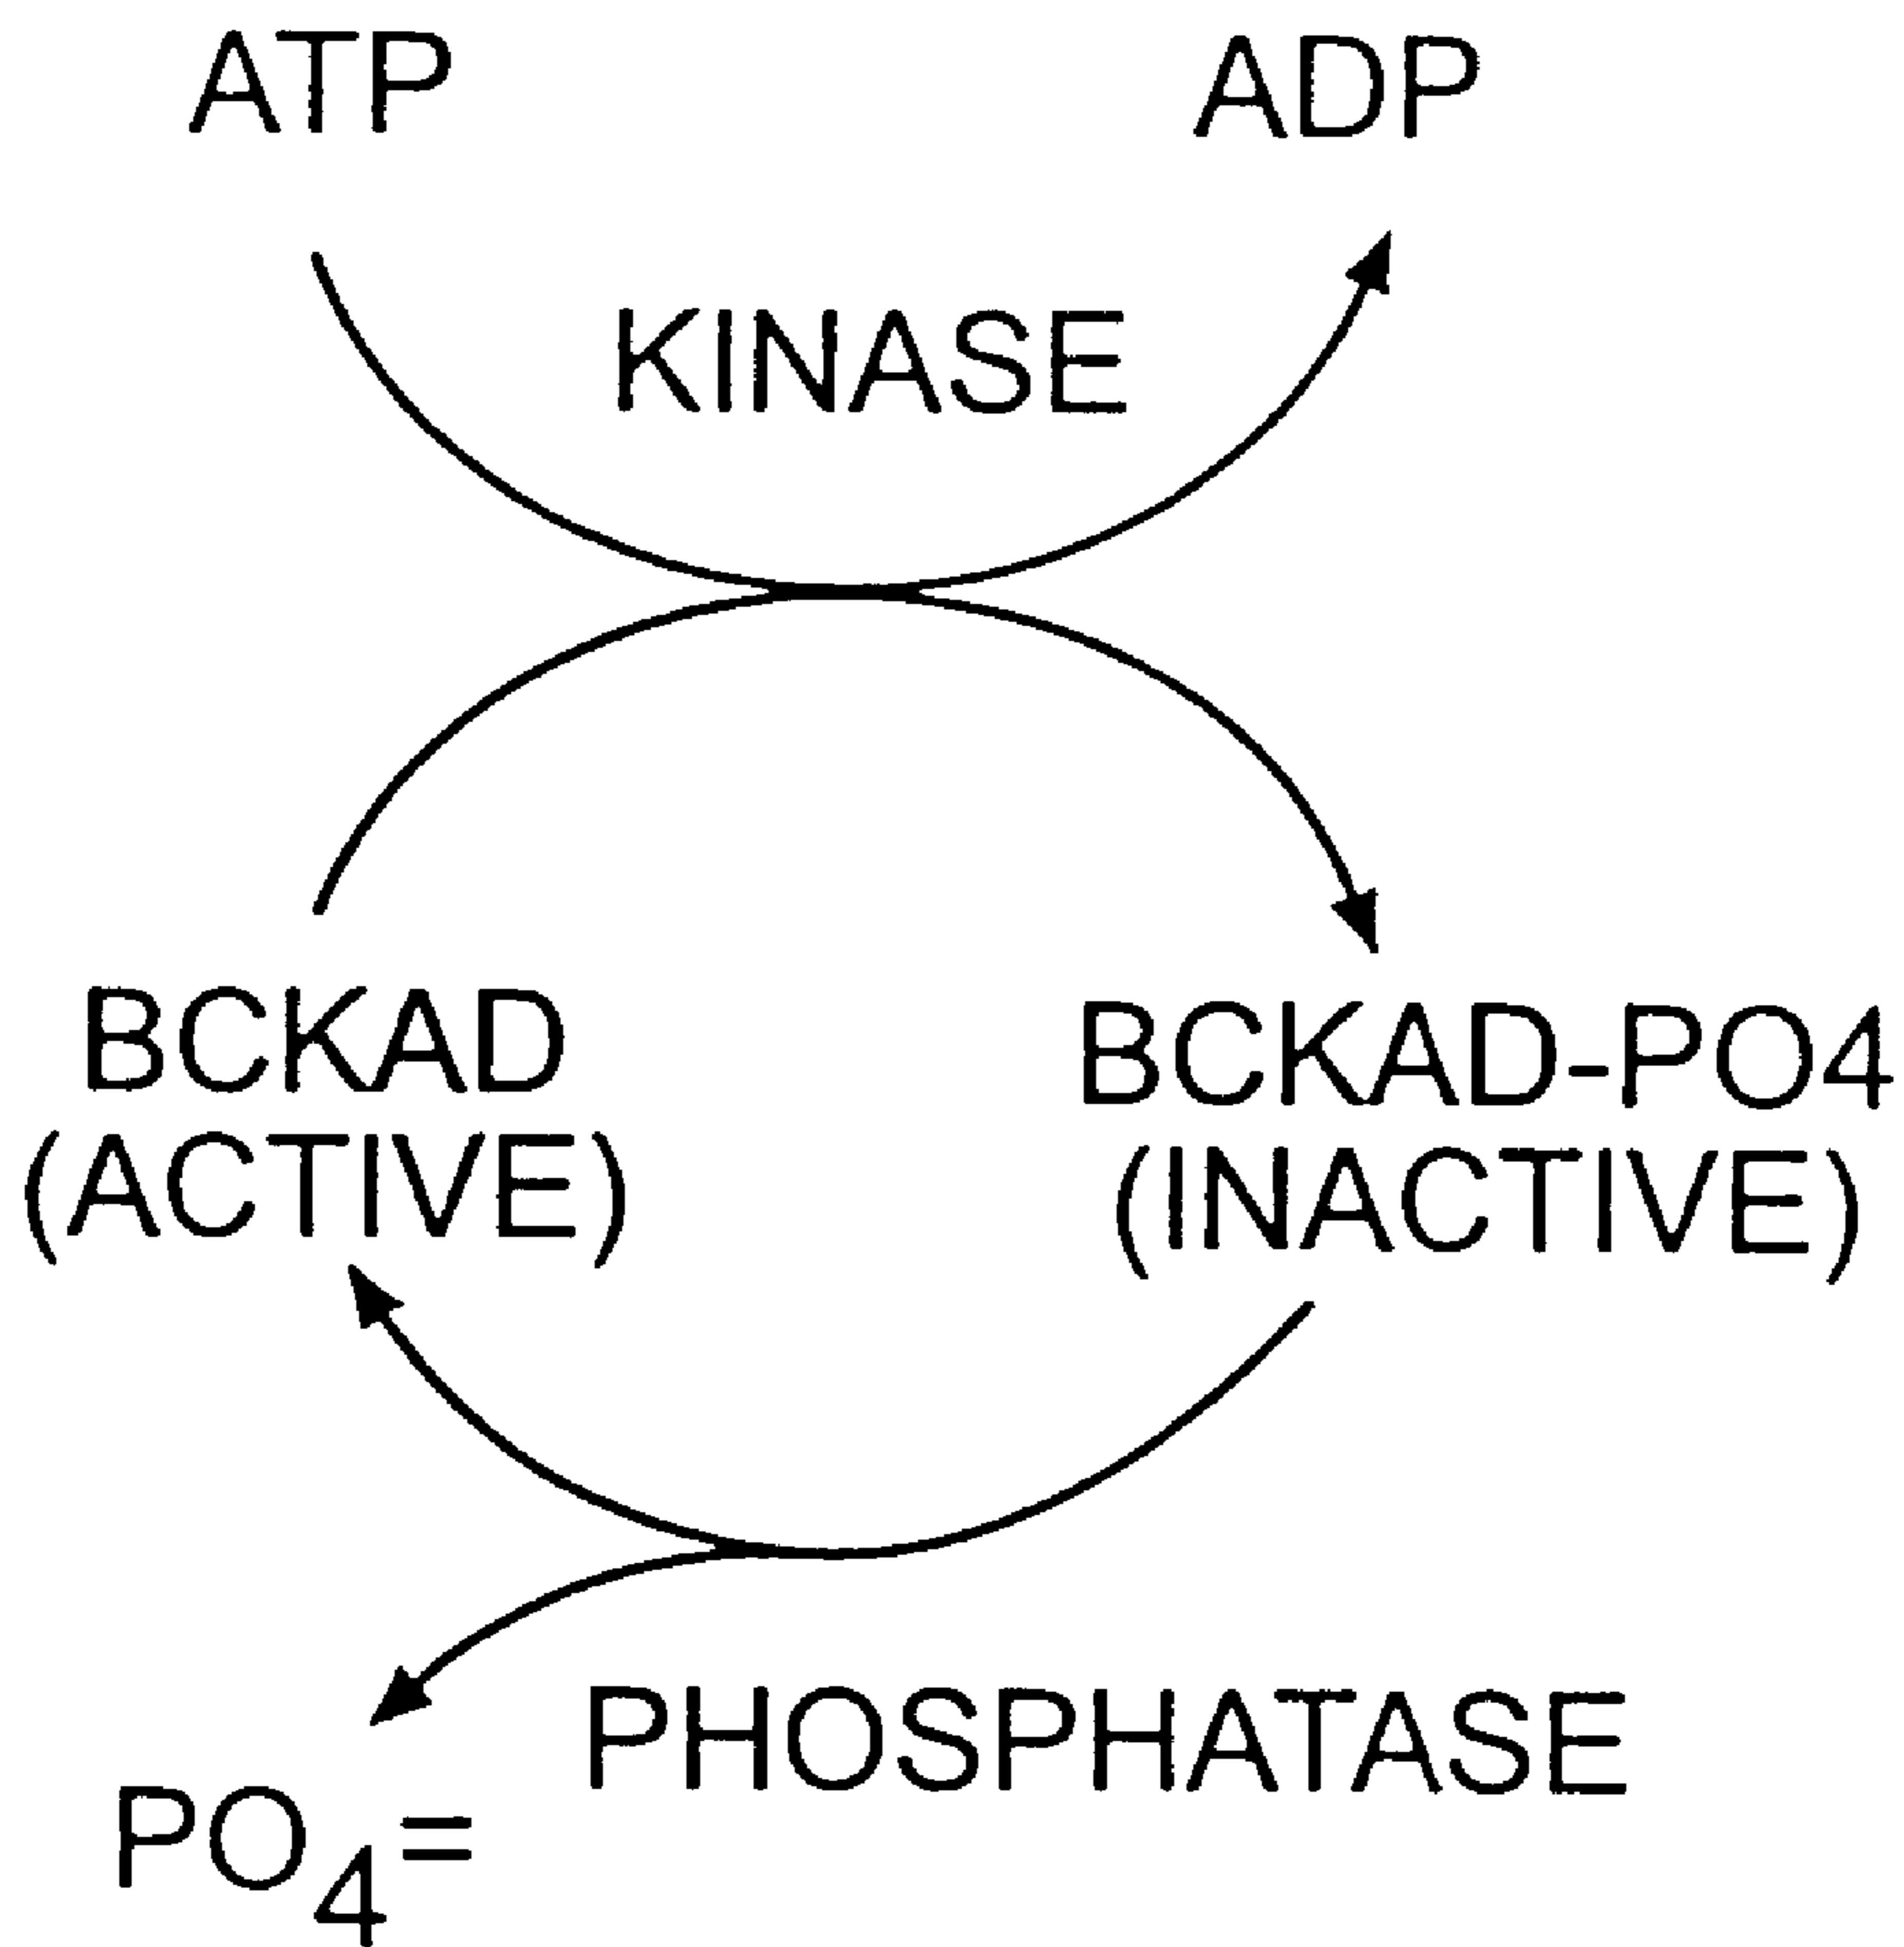 ATP
ADP
KINASE
BCKAD
(ACTIVE)
BCKAD-PO4
(INACTIVE)
PHOSPHATASE
PO4=